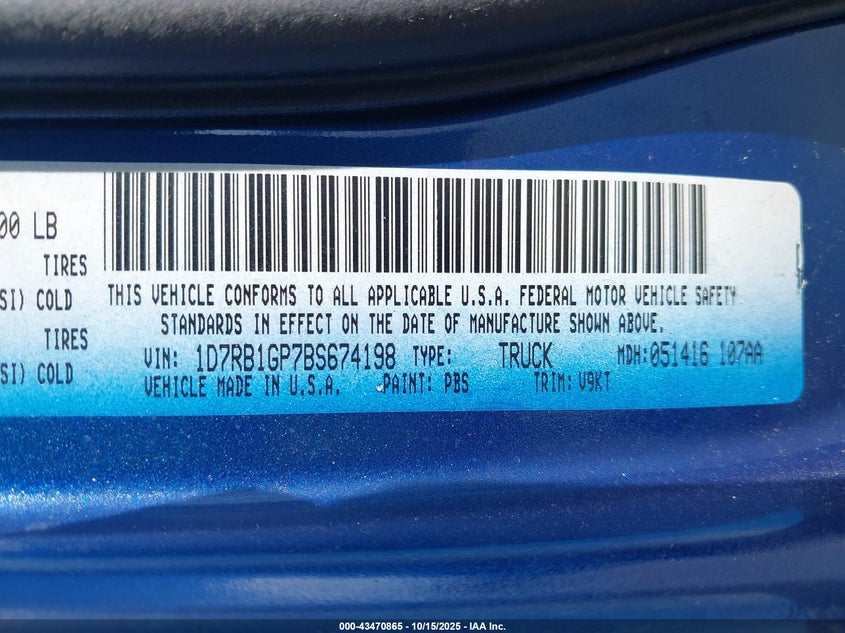 00 LB
TIRES
SI) COLD
TIRES
SI) COLD
THIS VEHICLE CONFORMS TO ALL APPLICABLE U.S.A. FEDERAL MOTOR VEHICLE SAFETY
STANDARDS IN EFFECT ON THE DATE OF MANUFACTURE SHOWN ABOVE.
VIN: 1D7RB1GP7BS674198 TYPE: TRUCK MDH:051416 107AA
VEHICLE MADE IN U.S.A. PAINT: PBS TRIM: V9KT
000-43470865 - 10/15/2025 - IAA Inc.